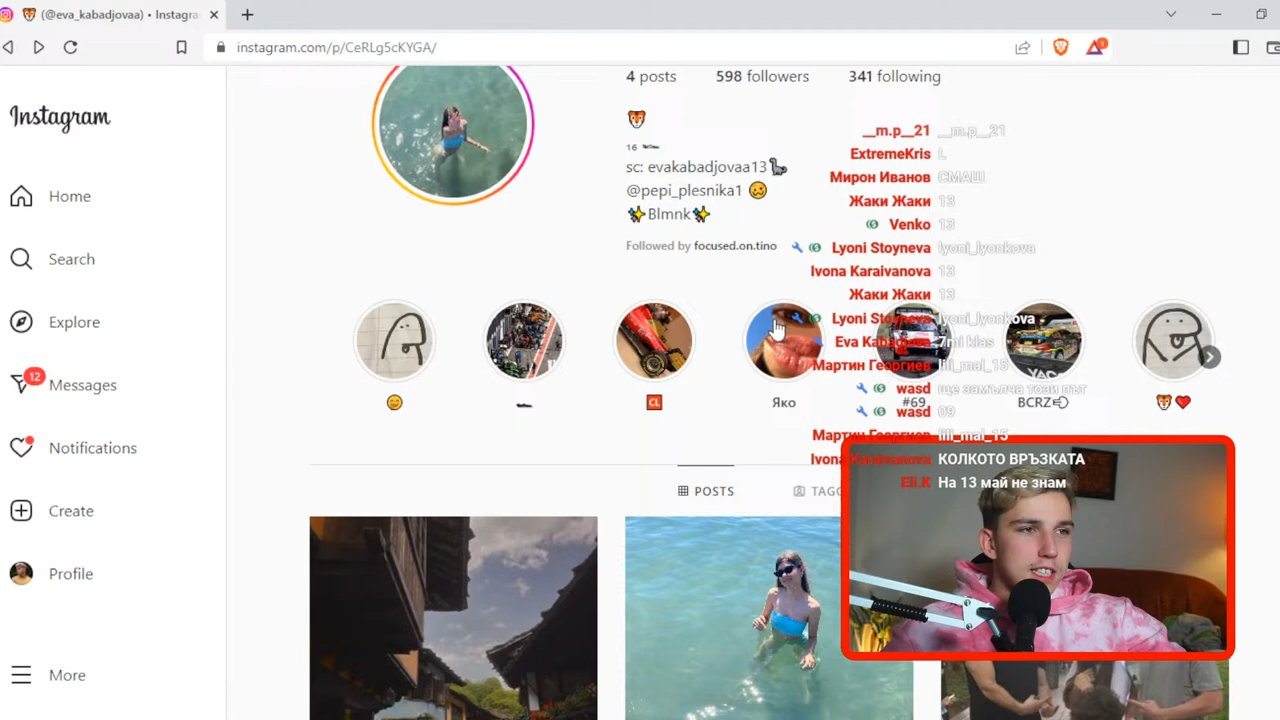 (@eva_kabadjovaa) • Instagra
instagram.com/p/CeRLg5cKYGA/
1
Instagram
Home
Search
Explore
12
Messages
Notifications
Create
Profile
More
4 posts 598 followers 341 following
🐯
16
sc: evakabadjovaa13🦕
@pepi_plesnika1 🥴
✨Blmnk✨
Followed by focused.on.tino
__m.p__21 __m.p__21
ExtremeKris L
Мирон Иванов СМАШ
Жаки Жаки 13
Venko 13
Lyoni Stoyneva lyoni_lyonkova
Ivona Karaivanova 13
Жаки Жаки 13
Lyoni Stoyneva lyoni_lyonkova
Eva Kabadjova 7mi klas
Мартин Георгиев lili_mai_15
wasd ще замълча този път
wasd 09
Мартин Георгиев lili_mai_15
Ivona Karaivanova КОЛКОТО ВРЪЗКАТА
Eli.K На 13 май не знам
😊
CL
Яко
#69
BCRZ💨
🐯❤️
POSTS